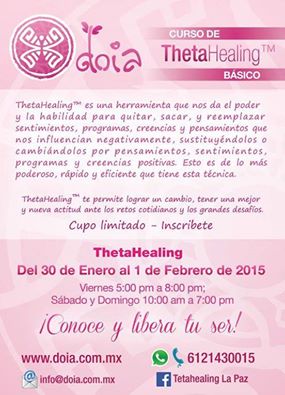 doia
CURSO DE
ThetaHealing™
BÁSICO
ThetaHealing™ es una herramienta que nos da el poder
y la habilidad para quitar, sacar, y reemplazar
sentimientos, programas, creencias y pensamientos que
nos influencian negativamente, sustituyéndolos o
cambiándolos por pensamientos, sentimientos,
programas y creencias positivas. Esto es de lo más
poderoso, rápido y eficiente que tiene esta técnica.
ThetaHealing™ te permite lograr un cambio, tener una mejor
y nueva actitud ante los retos cotidianos y los grandes desafíos.
Cupo limitado - Inscribete
ThetaHealing
Del 30 de Enero al 1 de Febrero de 2015
Viernes 5:00 pm a 8:00 pm;
Sábado y Domingo 10:00 am a 7:00 pm
¡Conoce y libera tu ser!
www.doia.com.mx
6121430015
info@doia.com.mx
Tetahealing La Paz